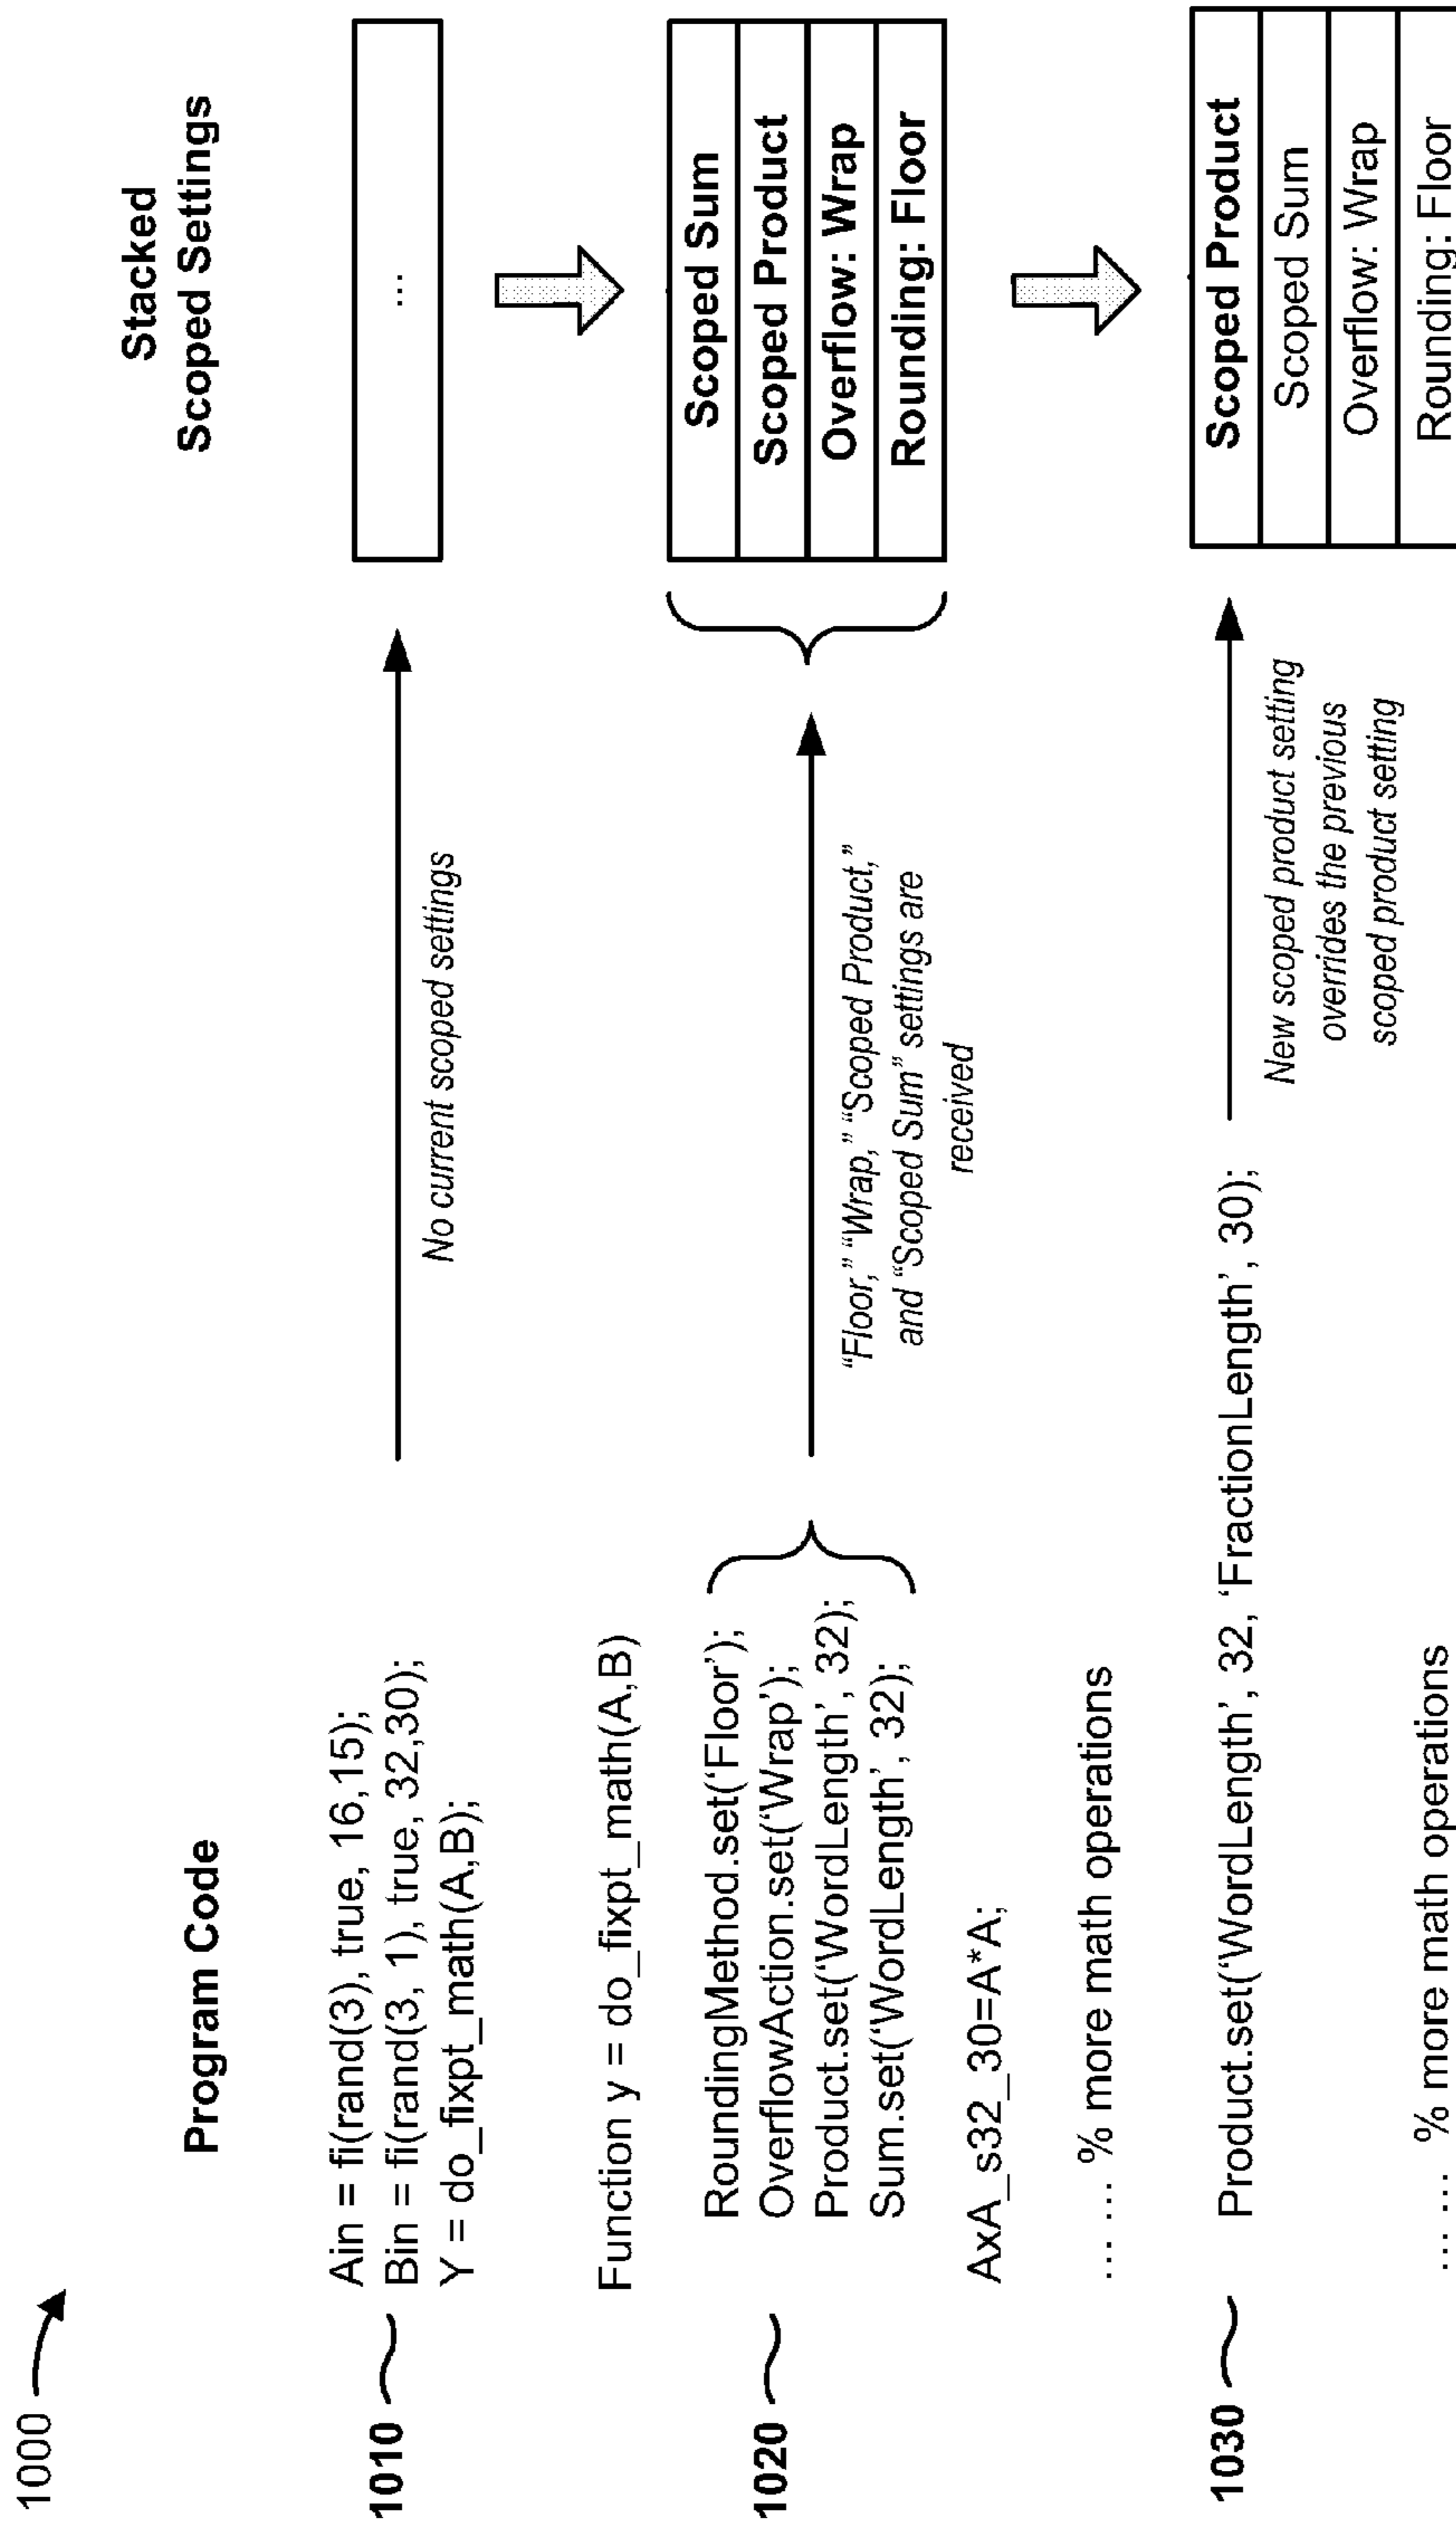 1000
Program Code
Stacked
Scoped Settings
1010
Ain = fi(rand(3), true, 16,15);
Bin = fi(rand(3, 1), true, 32,30);
Y = do_fixpt_math(A,B);
No current scoped settings
...
Function y = do_fixpt_math(A,B)
1020
RoundingMethod.set(‘Floor’);
OverflowAction.set(‘Wrap’);
Product.set(‘WordLength’, 32);
Sum.set(‘WordLength’, 32);
“Floor,” “Wrap,” “Scoped Product,”
and “Scoped Sum” settings are
received
Scoped Sum
Scoped Product
Overflow: Wrap
Rounding: Floor
AxA_s32_30=A*A;
... ... % more math operations
1030
Product.set(‘WordLength’, 32, ‘FractionLength’, 30);
New scoped product setting
overrides the previous
scoped product setting
Scoped Product
Scoped Sum
Overflow: Wrap
Rounding: Floor
... ... % more math operations